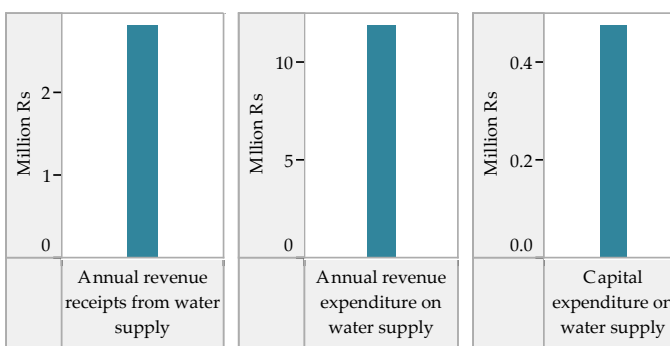 Million Rs
2
1
0
Annual revenue
receipts from water
supply
Mllion Rs
10
5
0
Annual revenue
expenditure on
water supply
Million Rs
0.4
0.2
0.0
Capital
expenditure on
water supply